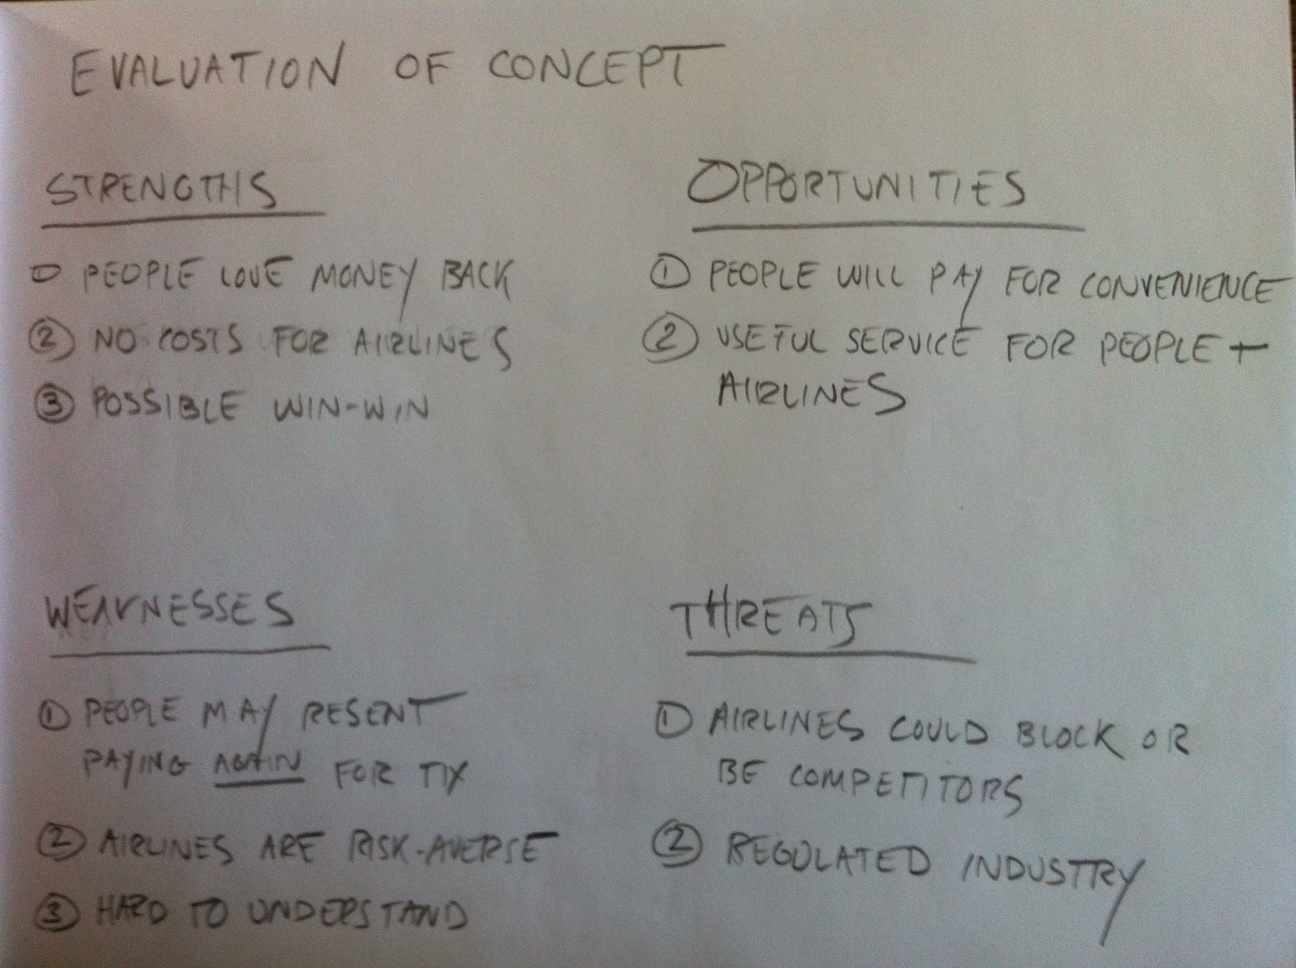 EVALUATION OF CONCEPT
STRENGTHS
① PEOPLE LOVE MONEY BACK
② NO COSTS FOR AIRLINES
③ POSSIBLE WIN-WIN
OPPORTUNITIES
① PEOPLE WILL PAY FOR CONVENIENCE
② USEFUL SERVICE FOR PEOPLE +
AIRLINES
WEAKNESSES
① PEOPLE MAY RESENT
PAYING AGAIN FOR TIX
② AIRLINES ARE RISK-AVERSE
③ HARD TO UNDERSTAND
THREATS
① AIRLINES COULD BLOCK OR
BE COMPETITORS
② REGULATED INDUSTRY